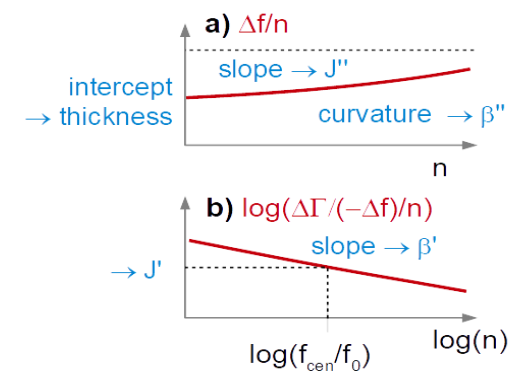 a) Δf/n
slope → J''
intercept
→ thickness
curvature → β''
n
b) log(ΔΓ/(−Δf)/n)
slope → β'
→ J'
log(n)
log(f_cen/f_0)